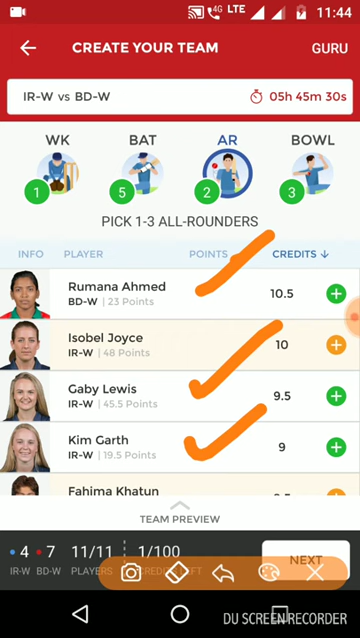 4G LTE 11:44
CREATE YOUR TEAM GURU
IR-W vs BD-W 05h 45m 30s
WK BAT AR BOWL
1 5 2 3
PICK 1-3 ALL-ROUNDERS
INFO PLAYER POINTS CREDITS ↓
Rumana Ahmed
BD-W | 23 Points
10.5
Isobel Joyce
IR-W | 48 Points
10
Gaby Lewis
IR-W | 45.5 Points
9.5
Kim Garth
IR-W | 19.5 Points
9
Fahima Khatun
TEAM PREVIEW
4 7 11/11 1/100
IR-W BD-W PLAYERS
NEXT
DU SCREEN RECORDER